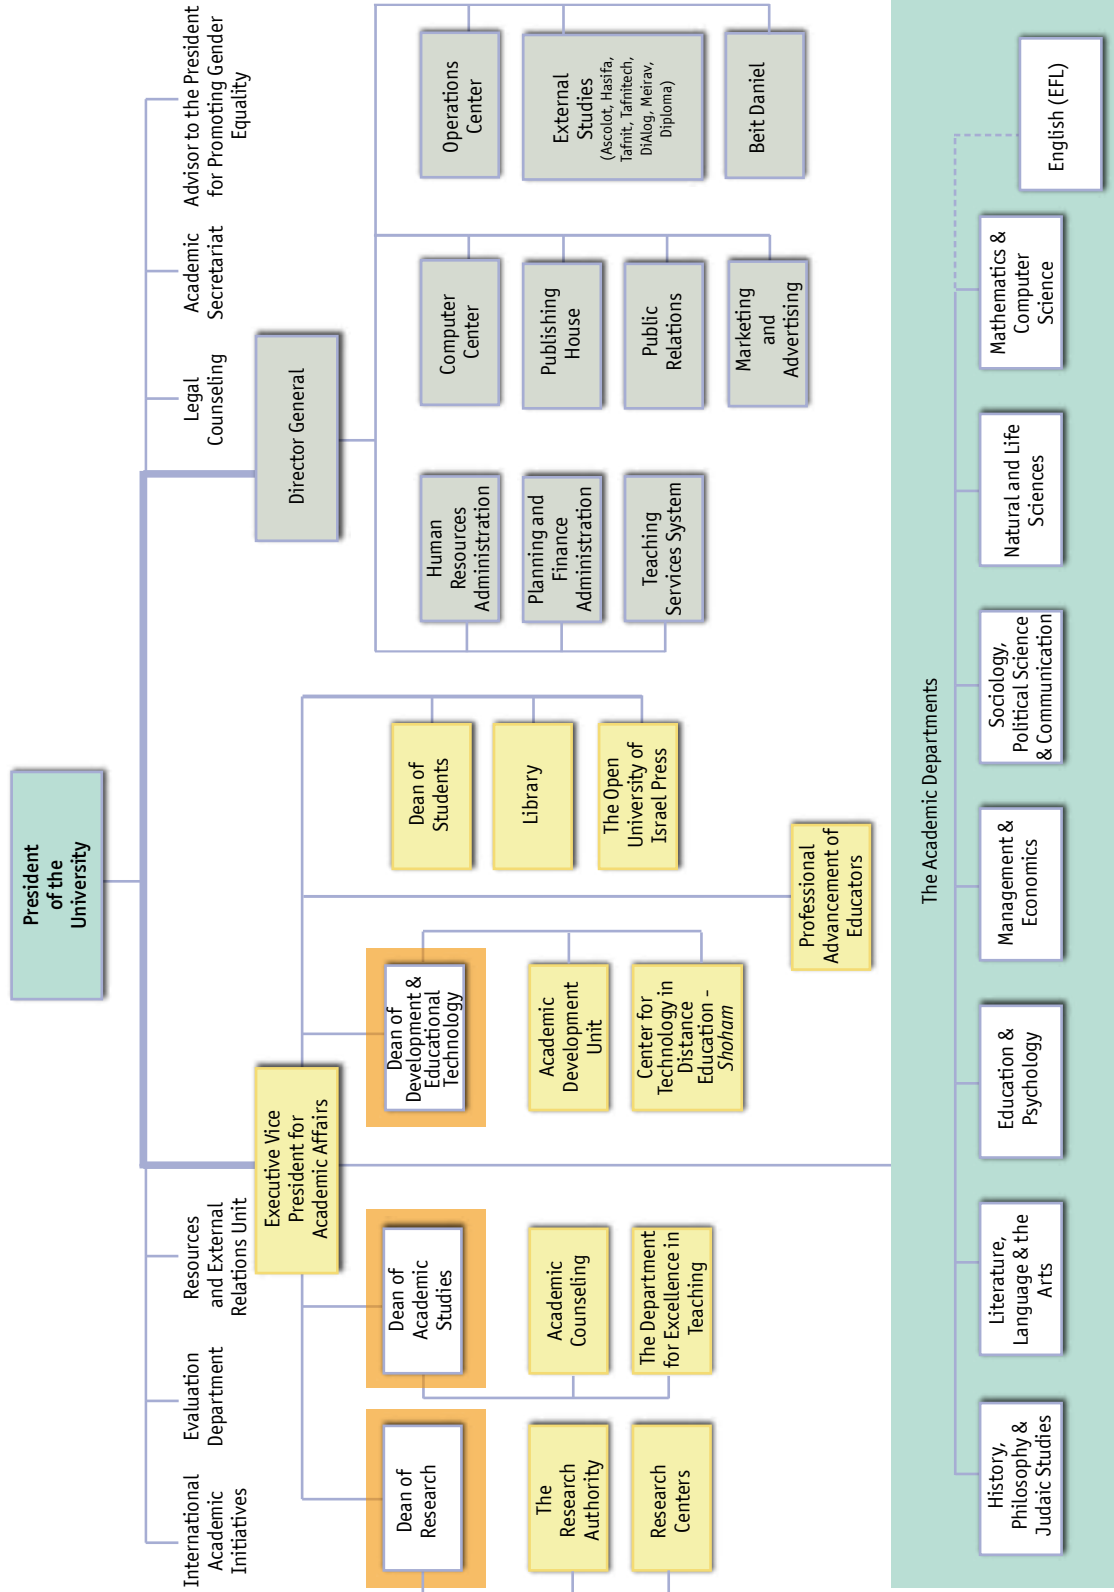 President
of the
University
International
Academic
Initiatives
Evaluation
Department
Resources
and External
Relations Unit
Legal
Counseling
Academic
Secretariat
Advisor to the President
for Promoting Gender
Equality
Executive Vice
President for
Academic Affairs
Director General
Dean of
Research
Dean of
Academic
Studies
Dean of
Development &
Educational
Technology
Dean of
Students
Library
The Open
University of
Israel Press
The
Research
Authority
Research
Centers
Academic
Counseling
The Department
for Excellence in
Teaching
Academic
Development
Unit
Center for
Technology in
Distance
Education -
Shoham
Professional
Advancement of
Educators
Human
Resources
Administration
Planning and
Finance
Administration
Teaching
Services System
Computer
Center
Publishing
House
Public
Relations
Marketing
and
Advertising
Operations
Center
External
Studies
(Ascolot, Hasifa,
Tafnit, Tafnitech,
DiAlog, Meirav,
Diploma)
Beit Daniel
The Academic Departments
History,
Philosophy &
Judaic Studies
Literature,
Language & the
Arts
Education &
Psychology
Management &
Economics
Sociology,
Political Science
& Communication
Natural and Life
Sciences
Mathematics &
Computer
Science
English (EFL)